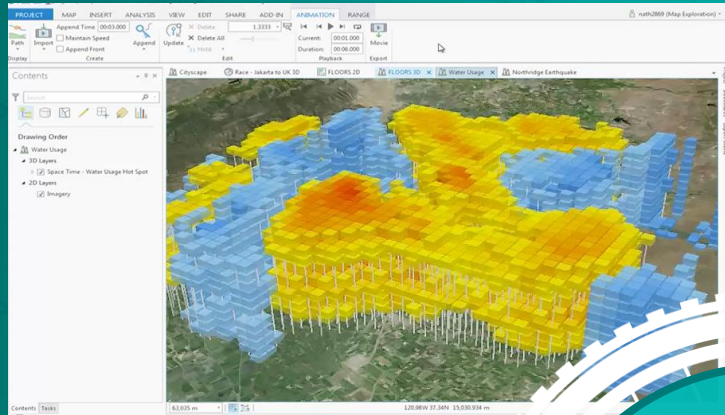 PROJECT MAP INSERT ANALYSIS VIEW EDIT SHARE ADD-IN ANIMATION RANGE
nath2869 (Map Exploration)
Path Import Append Time 00:03.000 Append Update Delete 1.3333 Movie
Maintain Speed Delete All Current: 00:01.000
Append Front Hold Duration: 00:06.000
Display Create Edit Playback Export
Contents
Cityscape Race - Jakarta to UK 3D FLOORS 2D FLOORS 3D Water Usage Northridge Earthquake
Search
Drawing Order
Water Usage
3D Layers
Space Time - Water Usage Hot Spot
2D Layers
Imagery
Contents Tasks
63,035 m 120.98W 37.34N 15,030.934 m